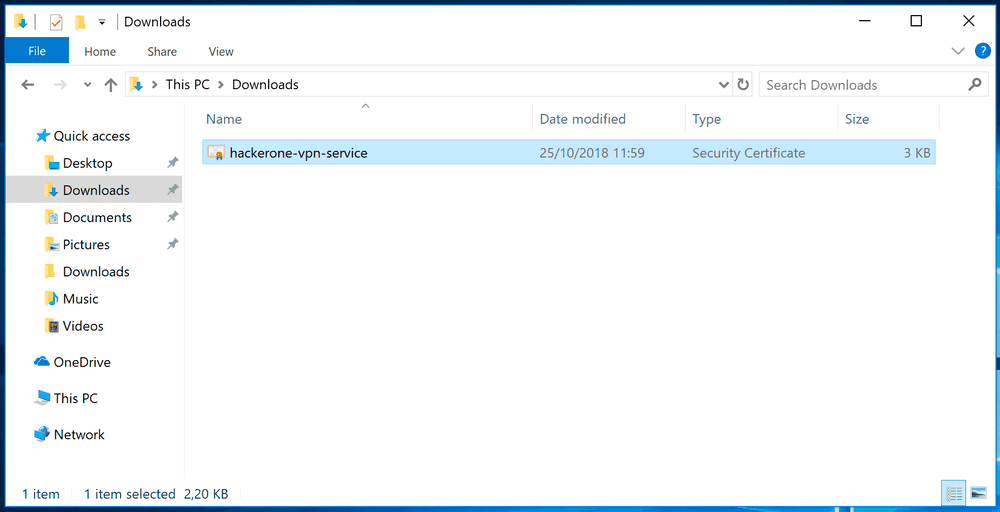 Downloads
File Home Share View
This PC Downloads Search Downloads
Name Date modified Type Size
hackerone-vpn-service 25/10/2018 11:59 Security Certificate 3 KB
Quick access
Desktop
Downloads
Documents
Pictures
Downloads
Music
Videos
OneDrive
This PC
Network
1 item 1 item selected 2,20 KB